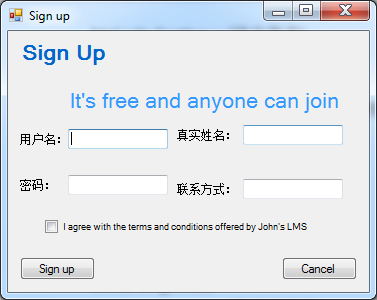 Sign up
Sign Up
It's free and anyone can join
用户名： 真实姓名：
密码： 联系方式：
I agree with the terms and conditions offered by John's LMS
Sign up Cancel